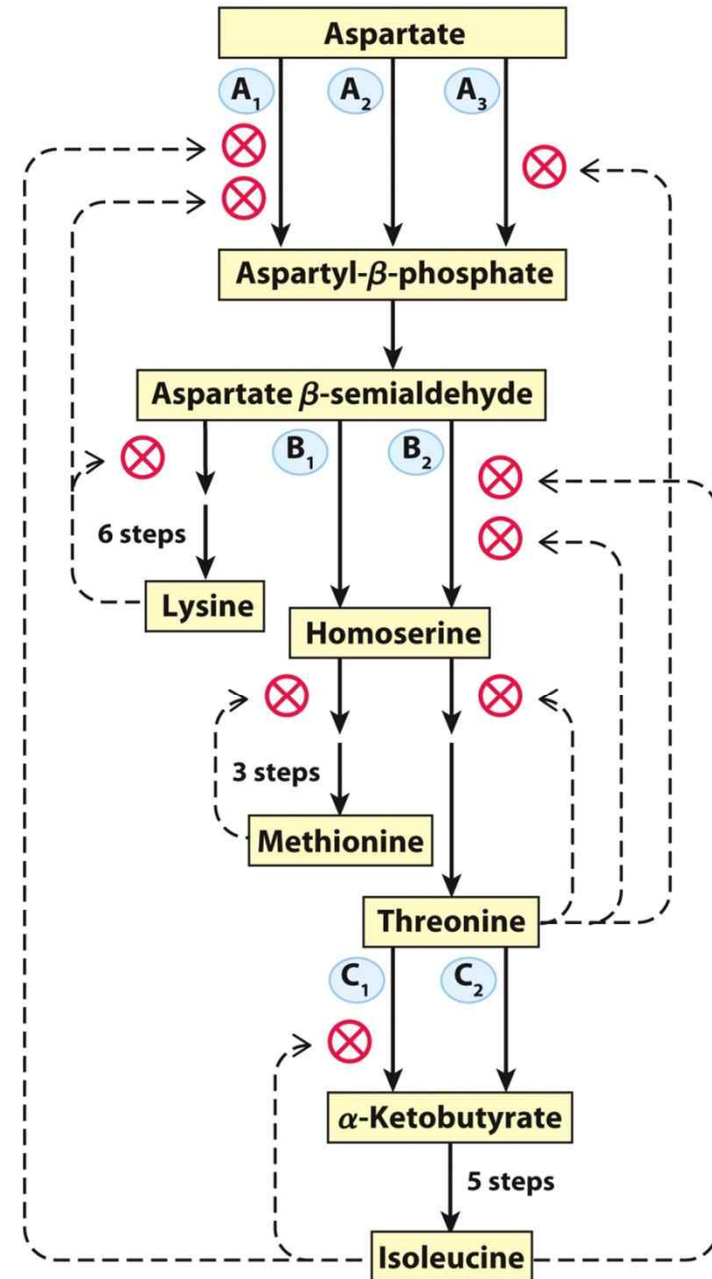 Aspartate
A₁ A₂ A₃
Aspartyl-β-phosphate
Aspartate β-semialdehyde
B₁ B₂
6 steps
Lysine
Homoserine
3 steps
Methionine
Threonine
C₁ C₂
α-Ketobutyrate
5 steps
Isoleucine